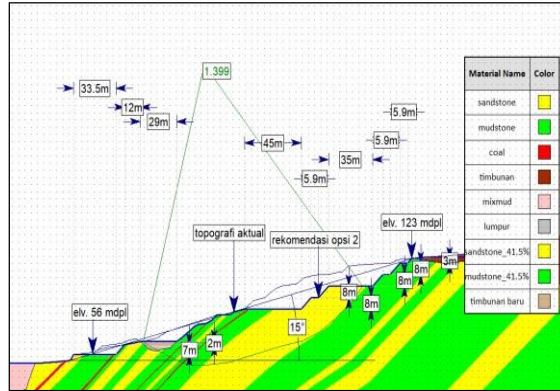 1.399
33.5m
12m
29m
45m
5.9m
35m
5.9m
5.9m
topografi aktual
rekomendasi opsi 2
elv. 123 mdpl
elv. 56 mdpl
3m
8m
8m
8m
8m
15°
7m
2m
Material Name Color
sandstone
mudstone
coal
timbunan
mixmud
lumpur
sandstone_41.5%
mudstone_41.5%
timbunan baru